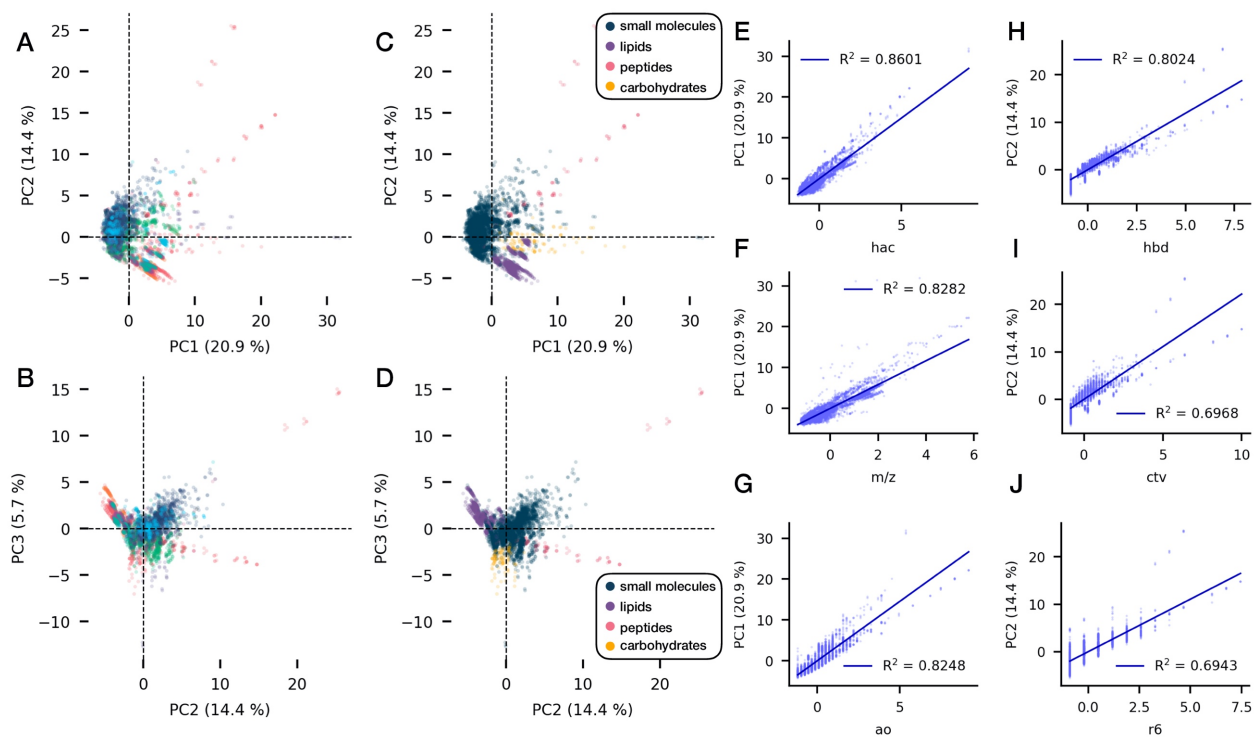 A
25
20
15
10
5
0
−5
PC2 (14.4 %)
0
10
20
30
PC1 (20.9 %)
C
25
20
15
10
5
0
−5
PC2 (14.4 %)
0
10
20
30
PC1 (20.9 %)
small molecules
lipids
peptides
carbohydrates
E
30
20
10
0
PC1 (20.9 %)
R² = 0.8601
0
5
hac
H
20
10
0
PC2 (14.4 %)
R² = 0.8024
0.0
2.5
5.0
7.5
hbd
F
30
20
10
0
PC1 (20.9 %)
R² = 0.8282
0
2
4
6
m/z
I
20
10
0
PC2 (14.4 %)
R² = 0.6968
0
5
10
ctv
B
15
10
5
0
−5
−10
PC3 (5.7 %)
0
10
20
PC2 (14.4 %)
D
15
10
5
0
−5
−10
PC3 (5.7 %)
0
10
20
PC2 (14.4 %)
small molecules
lipids
peptides
carbohydrates
G
30
20
10
0
PC1 (20.9 %)
R² = 0.8248
0
5
ao
J
20
10
0
PC2 (14.4 %)
R² = 0.6943
0.0
2.5
5.0
7.5
r6